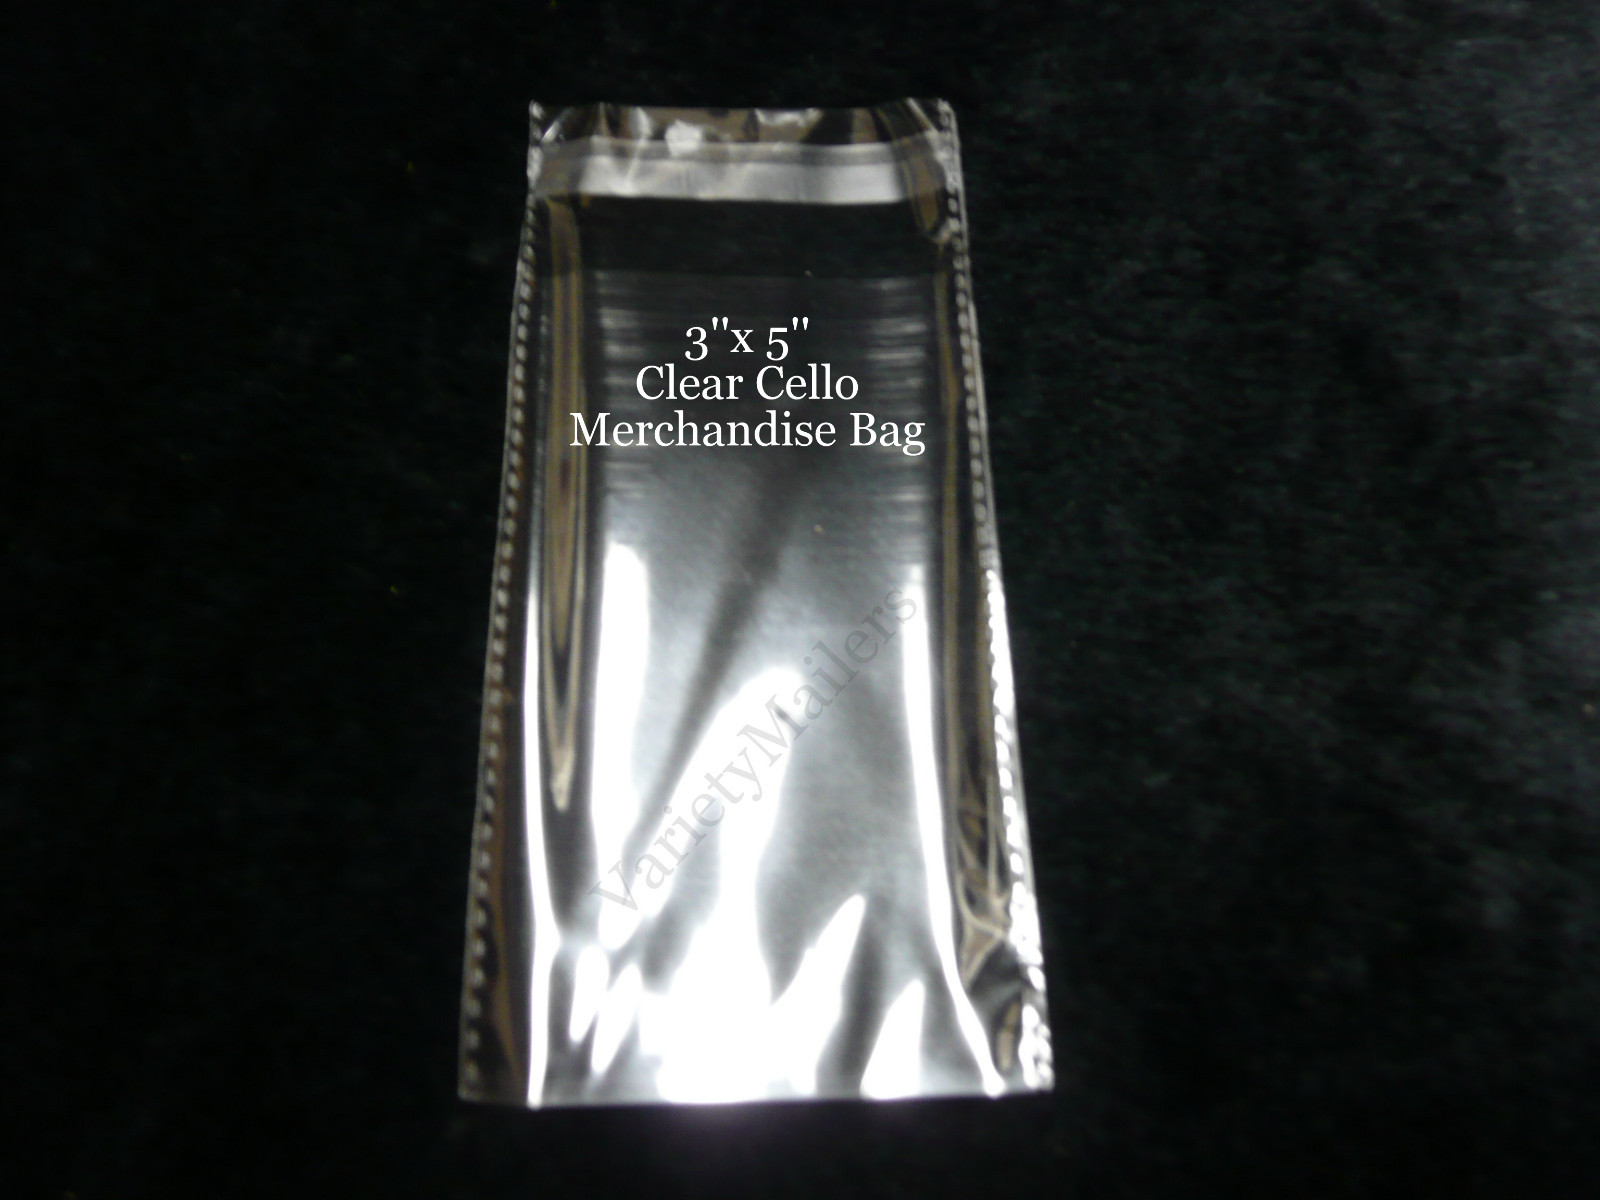 3"x 5"
Clear Cello
Merchandise Bag
VarietyMailers